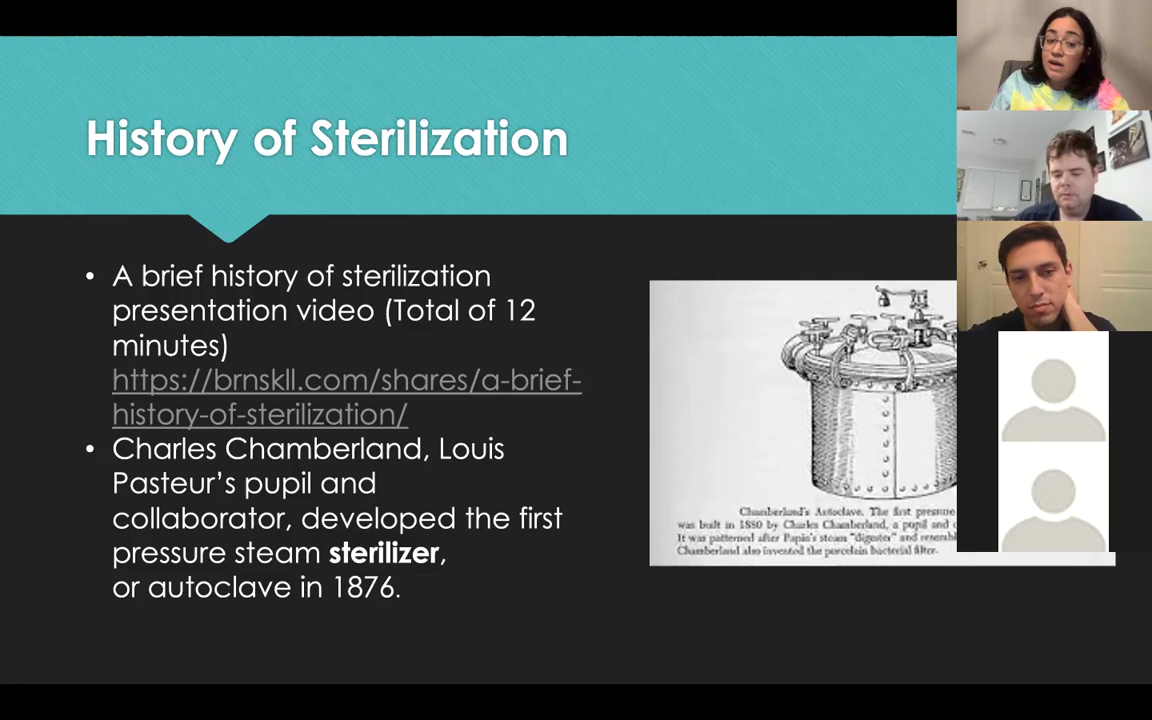 History of Sterilization
• A brief history of sterilization
presentation video (Total of 12
minutes)
https://brnskll.com/shares/a-brief-
history-of-sterilization/
• Charles Chamberland, Louis
Pasteur’s pupil and
collaborator, developed the first
pressure steam sterilizer,
or autoclave in 1876.
Chamberland's Autoclave. The first pressure
was built in 1880 by Charles Chamberland, a pupil and
It was patterned after Papin's steam "digester" and
Chamberland also invented the porcelain bacterial filter.